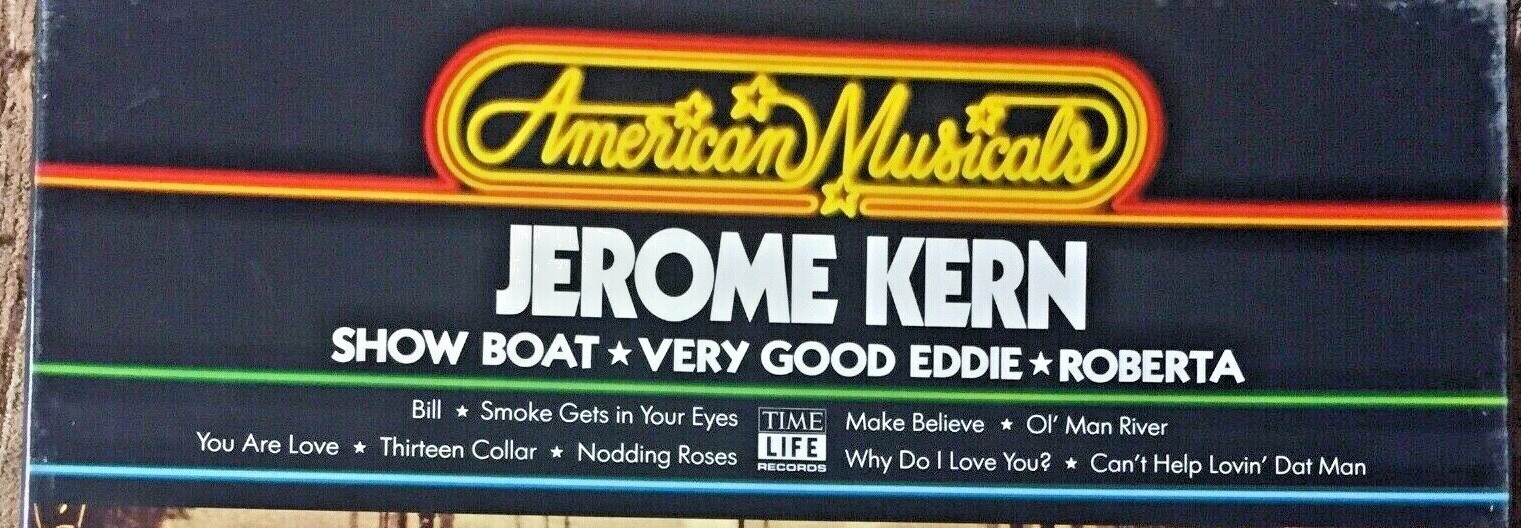 American Musicals
JEROME KERN
SHOW BOAT ★ VERY GOOD EDDIE ★ ROBERTA
Bill ★ Smoke Gets in Your Eyes
You Are Love ★ Thirteen Collar ★ Nodding Roses
TIME
LIFE
RECORDS
Make Believe ★ Ol' Man River
Why Do I Love You? ★ Can't Help Lovin' Dat Man